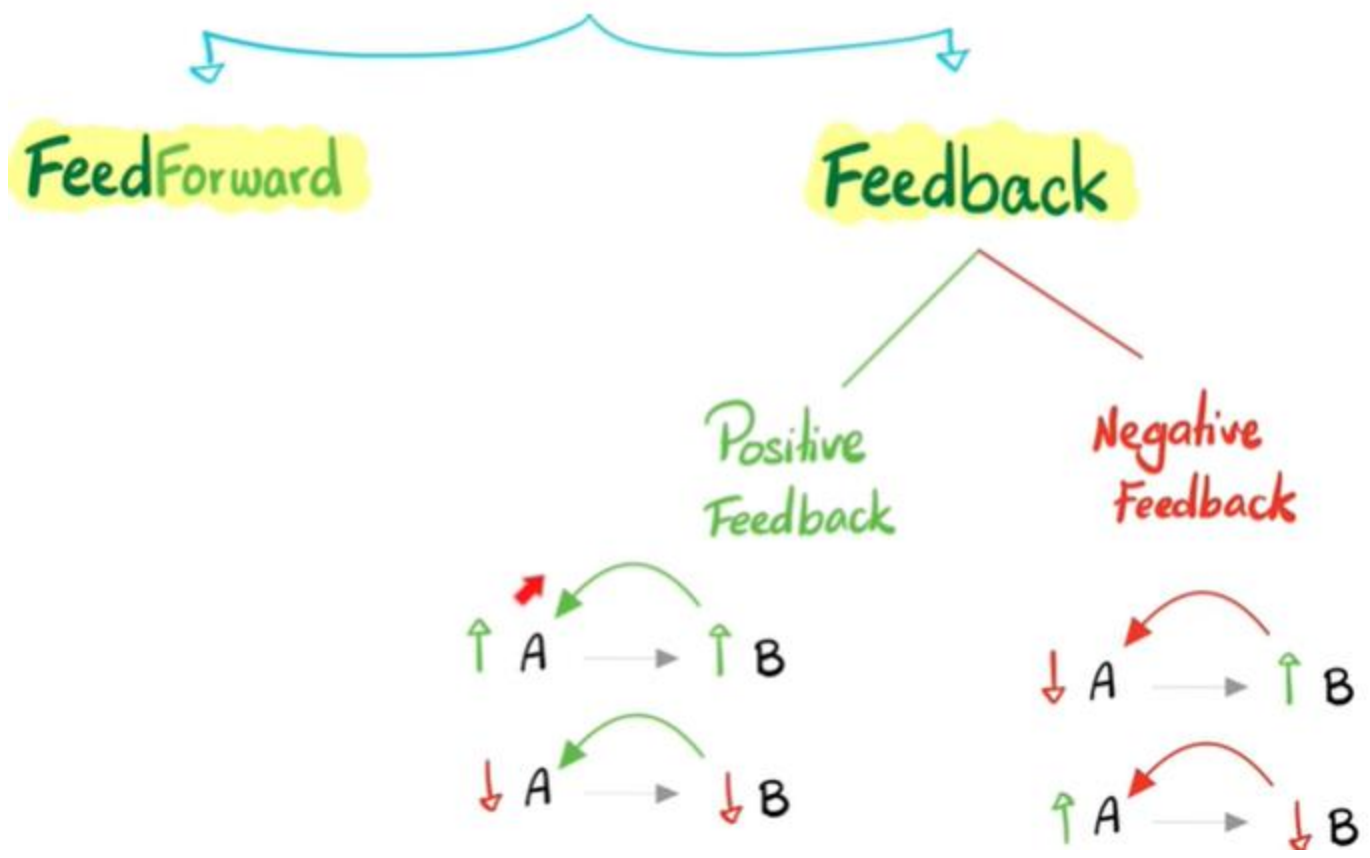 FeedForward
Feedback
Positive
Feedback
Negative
Feedback
↑ A → ↑ B
↓ A → ↑ B
↓ A → ↓ B
↑ A → ↓ B